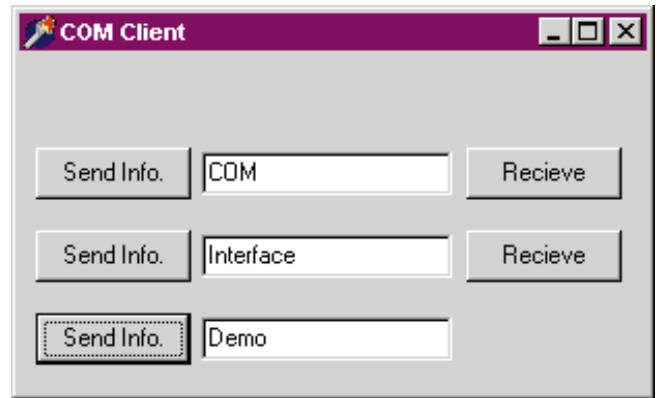 COM Client
Send Info. COM Recieve
Send Info. Interface Recieve
Send Info. Demo